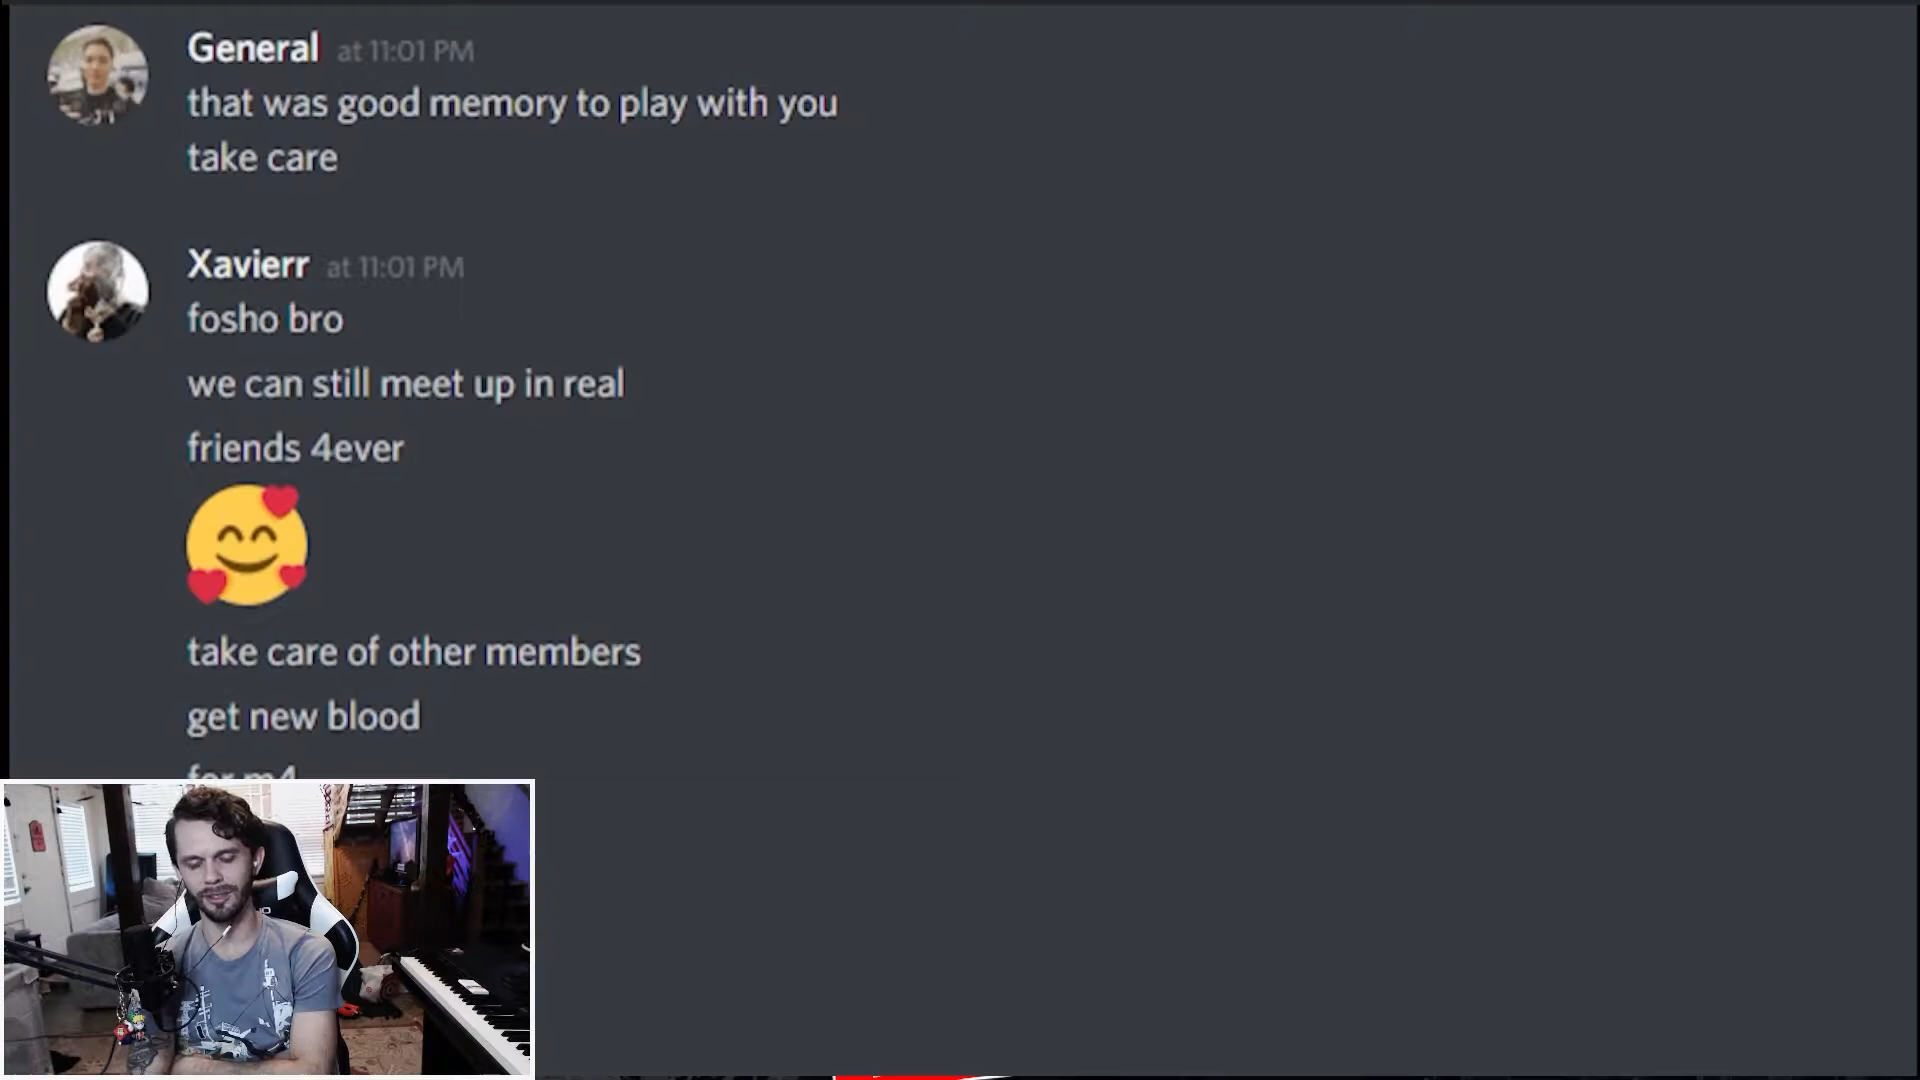 General at 11:01 PM
that was good memory to play with you
take care
Xavierr at 11:01 PM
fosho bro
we can still meet up in real
friends 4ever
take care of other members
get new blood
for m4